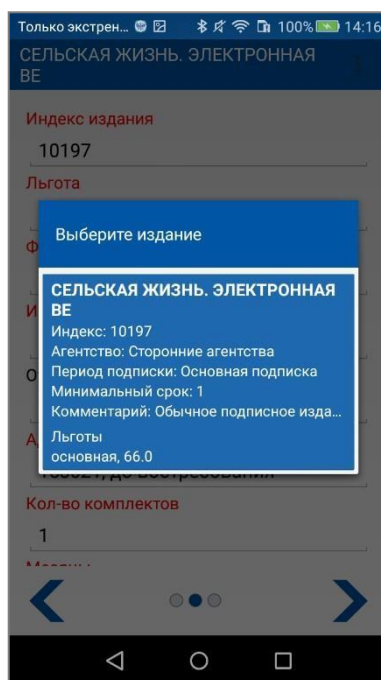 Только экстрен... 100% 14:16
СЕЛЬСКАЯ ЖИЗНЬ. ЭЛЕКТРОННАЯ
ВЕ
Индекс издания
10197
Льгота
Выберите издание
СЕЛЬСКАЯ ЖИЗНЬ. ЭЛЕКТРОННАЯ
ВЕ
Индекс: 10197
Агентство: Сторонние агентства
Период подписки: Основная подписка
Минимальный срок: 1
Комментарий: Обычное подписное изда...
Льготы
основная, 66.0
Кол-во комплектов
1